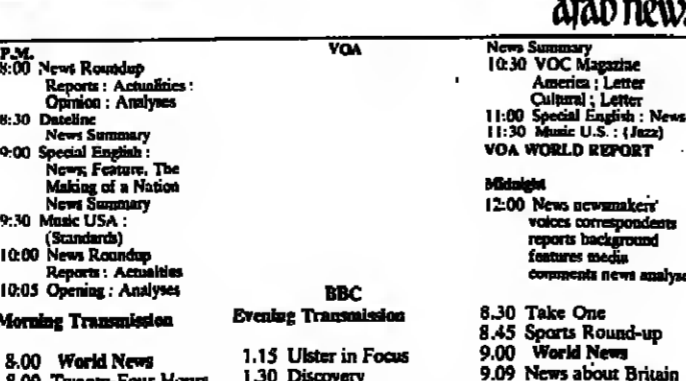 arab news
VOA
P.M.
8:00 News Roundup
Reports : Actualities :
Opinion : Analyses
8:30 Dateline
News Summary
9:00 Special English :
News; Feature, The
Making of a Nation
News Summary
9:30 Music USA :
(Standards)
10:00 News Roundup
Reports : Actualities
10:05 Opening : Analyses
News Summary
10:30 VOC Magazine
America ; Letter
Cultural ; Letter
11:00 Special English : News
11:30 Music U.S. : (Jazz)
VOA WORLD REPORT
Midnight
12:00 News newsmakers'
voices correspondents
reports background
features media
comments news analyses
BBC
Morning Transmission
8.00 World News
8.09 Twenty-Four Hours
Evening Transmission
1.15 Ulster in Focus
1.30 Discovery
8.30 Take One
8.45 Sports Round-up
9.00 World News
9.09 News about Britain